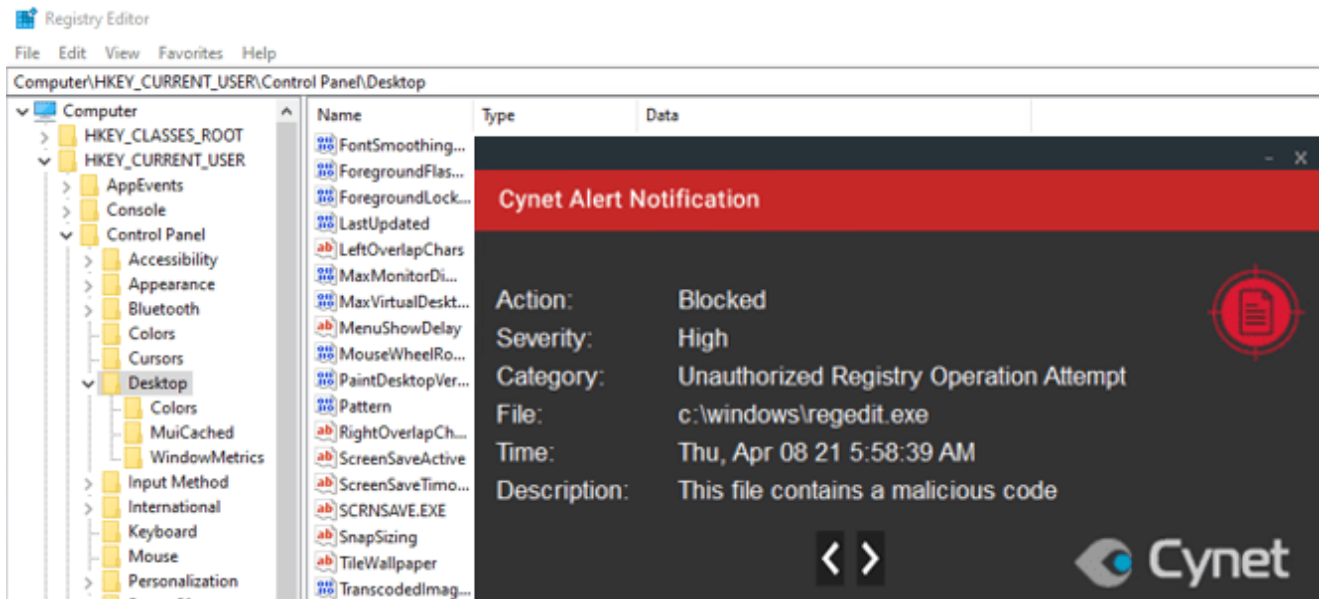 Registry Editor
File Edit View Favorites Help
Computer\HKEY_CURRENT_USER\Control Panel\Desktop
Computer
HKEY_CLASSES_ROOT
HKEY_CURRENT_USER
AppEvents
Console
Control Panel
Accessibility
Appearance
Bluetooth
Colors
Cursors
Desktop
Colors
MuiCached
WindowMetrics
Input Method
International
Keyboard
Mouse
Personalization
Name Type Data
FontSmoothing...
ForegroundFlas...
ForegroundLock...
LastUpdated
LeftOverlapChars
MaxMonitorDi...
MaxVirtualDeskt...
MenuShowDelay
MouseWheelRo...
PaintDesktopVer...
Pattern
RightOverlapCh...
ScreenSaveActive
ScreenSaveTimo...
SCRNSAVE.EXE
SnapSizing
TileWallpaper
TranscodedImag...
Cynet Alert Notification
Action: Blocked
Severity: High
Category: Unauthorized Registry Operation Attempt
File: c:\windows\regedit.exe
Time: Thu, Apr 08 21 5:58:39 AM
Description: This file contains a malicious code
Cynet